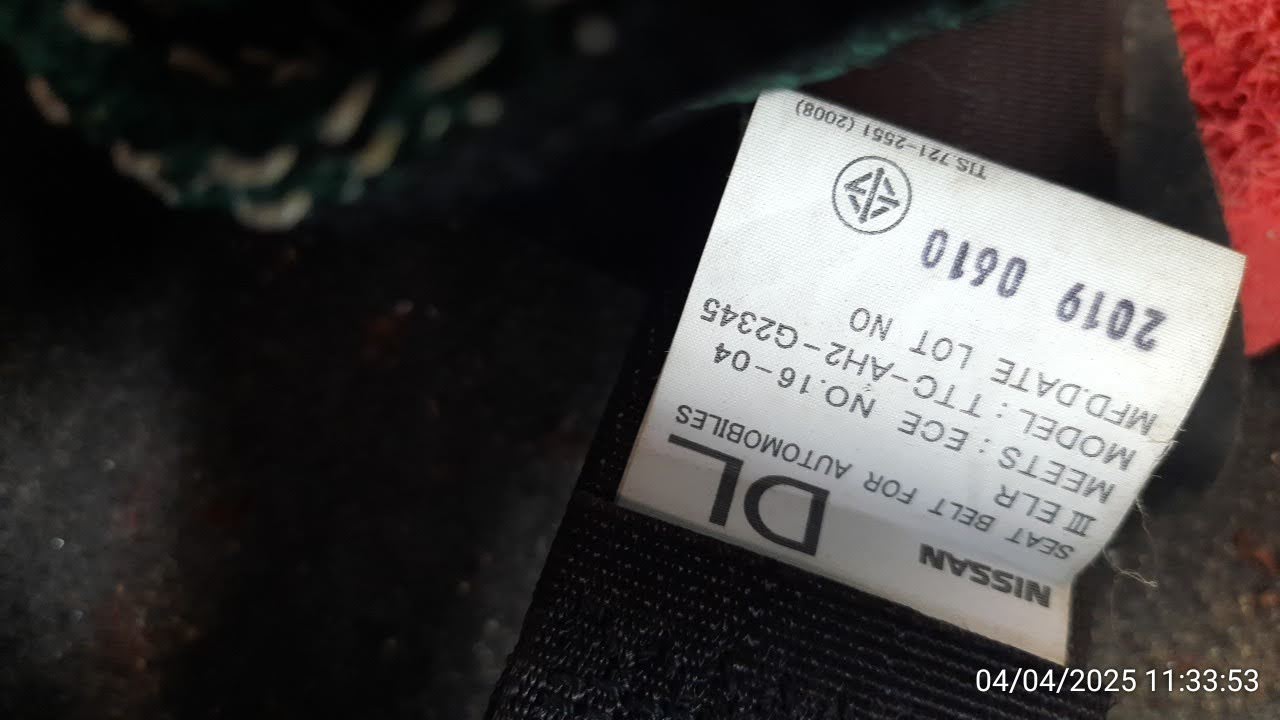 NISSAN DL
SEAT BELT FOR AUTOMOBILES
III ELR
MEETS : ECE NO.16-04
MODEL : TTC-AH2-G2345
MFD.DATE LOT NO
2019 0610
TIS.721-2551 (2008)
04/04/2025 11:33:53